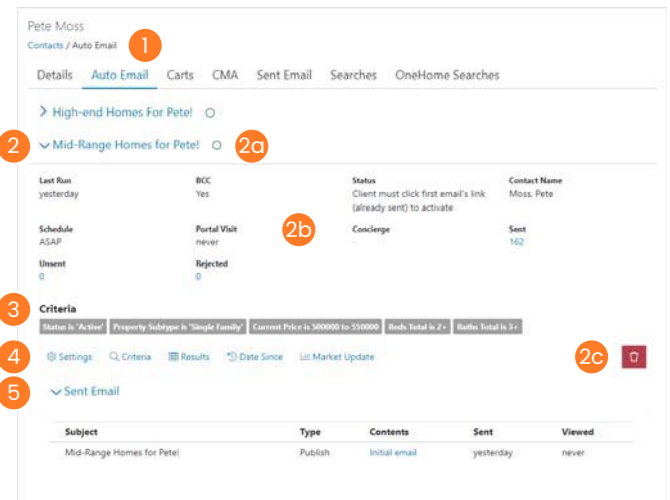 Pete Moss
Contacts / Auto Email
1
Details Auto Email Carts CMA Sent Email Searches OneHome Searches
High-end Homes For Pete!
2 Mid-Range Homes for Pete! 2a
Last Run BCC Status Contact Name
yesterday Yes Client must click first email's link Moss, Pete
(already sent) to activate
Schedule Portal Visit 2b Concierge Sent
ASAP never - 162
Unsent Rejected
0 0
3 Criteria
Status is 'Active' Property Subtype is 'Single Family' Current Price is 500000 to 550000 Beds Total is 2+ Baths Total is 3+
4 Settings Criteria Results Date Since Market Update 2c
5 Sent Email
Subject Type Contents Sent Viewed
Mid-Range Homes for Pete! Publish Initial email yesterday never